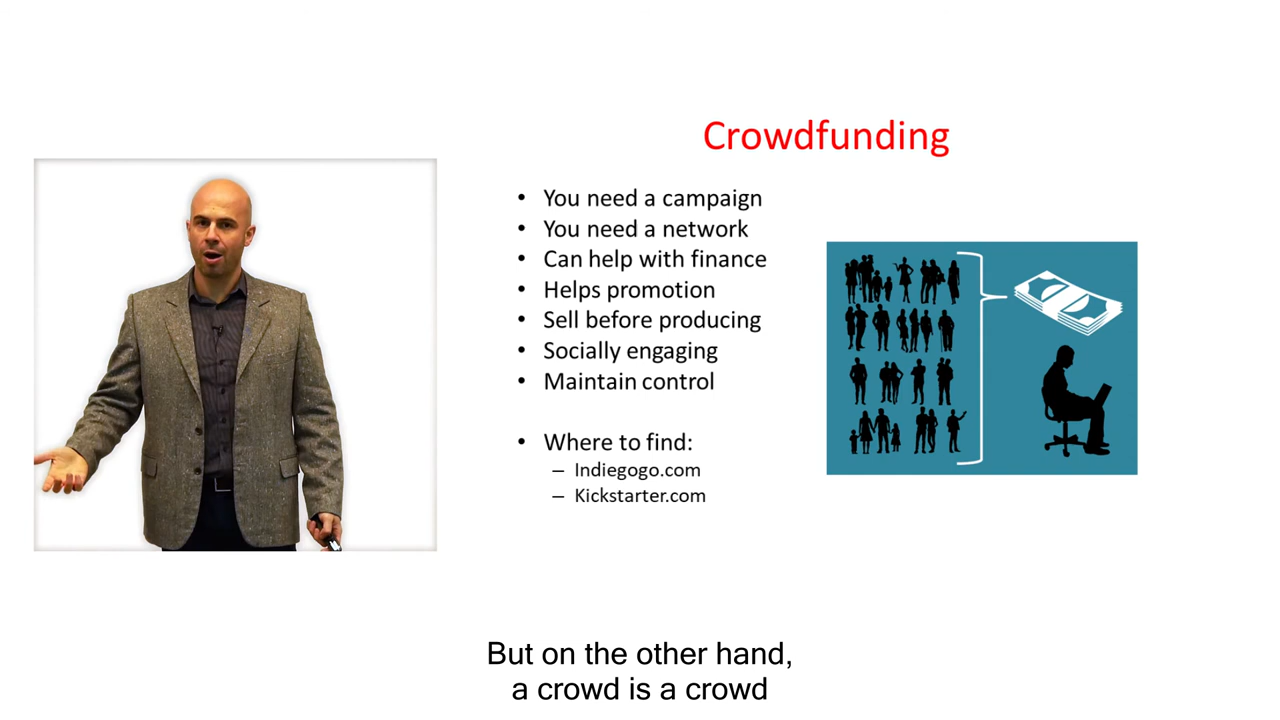 Crowdfunding
• You need a campaign
• You need a network
• Can help with finance
• Helps promotion
• Sell before producing
• Socially engaging
• Maintain control
• Where to find:
– Indiegogo.com
– Kickstarter.com
But on the other hand,
a crowd is a crowd